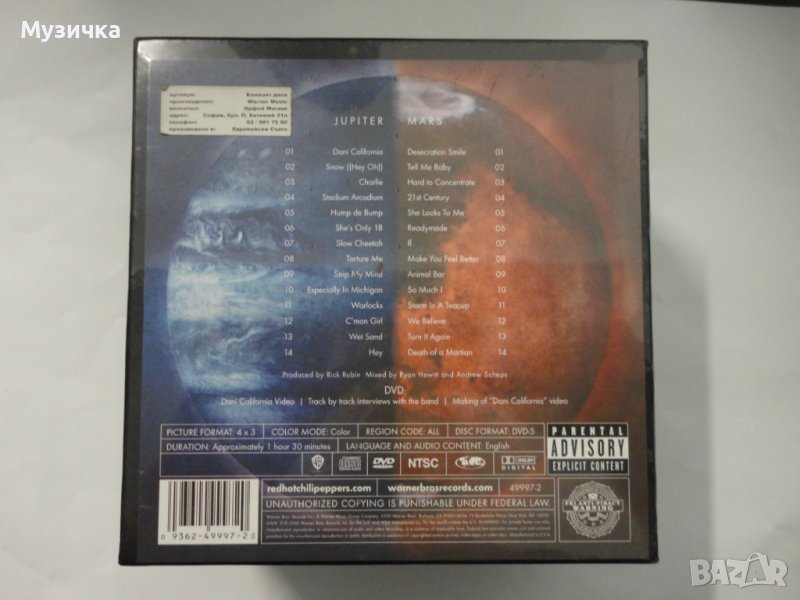 Музичка
артикул: Компакт диск
производител: Warner Music
вносител: Орфей Мюзик
адрес: София, бул. П. Евтимий 21а
телефон: 02 / 981 75 60
произведено в: Европейски Съюз
JUPITER MARS
01 Dani California Desecration Smile 01
02 Snow ((Hey Oh)) Tell Me Baby 02
03 Charlie Hard to Concentrate 03
04 Stadium Arcadium 21st Century 04
05 Hump de Bump She Looks To Me 05
06 She's Only 18 Readymade 06
07 Slow Cheetah If 07
08 Torture Me Make You Feel Better 08
09 Strip My Mind Animal Bar 09
10 Especially In Michigan So Much I 10
11 Warlocks Storm In A Teacup 11
12 C'mon Girl We Believe 12
13 Wet Sand Turn It Again 13
14 Hey Death of a Martian 14
Produced by Rick Rubin Mixed by Ryan Hewitt and Andrew Scheps
DVD:
Dani California Video | Track by track interviews with the band | Making of "Dani California" video
PICTURE FORMAT: 4 x 3 COLOR MODE: Color REGION CODE: ALL DISC FORMAT: DVD-5
DURATION: Approximately 1 hour 30 minutes LANGUAGE AND AUDIO CONTENT: English
DVD NTSC DOLBY DIGITAL
PARENTAL
ADVISORY
EXPLICIT CONTENT
redhotchilipeppers.com warnerbrosrecords.com 49997-2
UNAUTHORIZED COPYING IS PUNISHABLE UNDER FEDERAL LAW.
FBI ANTI-PIRACY
WARNING
0 9362-49997-2 0
BAZAR